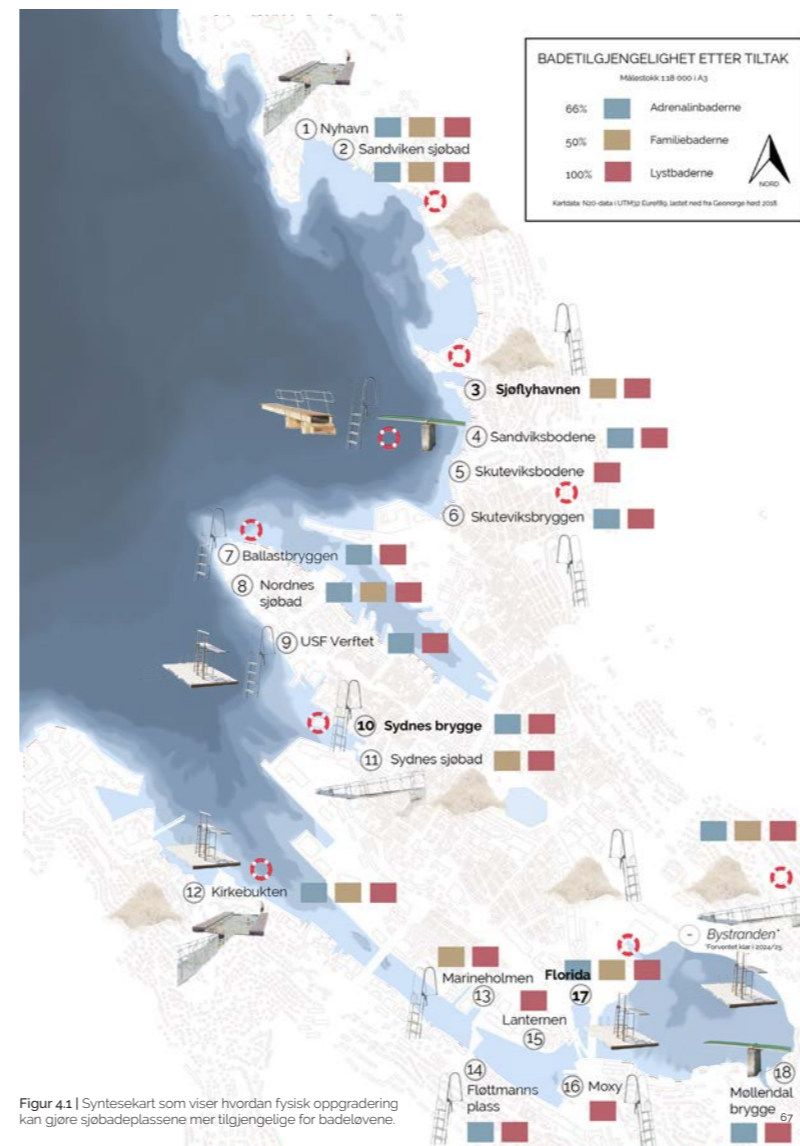 BADETILGJENGELIGHET ETTER TILTAK
Målestokk 1:18 000 i A3
66% Adrenalinbaderne
50% Familiebaderne
100% Lystbaderne
NORD
Kartdata: N20-data i UTM32 Euref89, lastet ned fra Geonorge høst 2018.
1 Nyhavn
2 Sandviken sjøbad
3 Sjøflyhavnen
4 Sandviksbodene
5 Skuteviksbodene
6 Skuteviksbryggen
7 Ballastbryggen
8 Nordnes
sjøbad
9 USF Verftet
10 Sydnes brygge
11 Sydnes sjøbad
12 Kirkebukten
- Bystranden*
*Forventet klar i 2024/25
Marineholmen
13
Florida
17
Lanternen
15
14
Fløttmanns
plass
16 Moxy
18
Møllendal
brygge
Figur 4.1 | Syntesekart som viser hvordan fysisk oppgradering
kan gjøre sjøbadeplassene mer tilgjengelige for badeløvene.
67